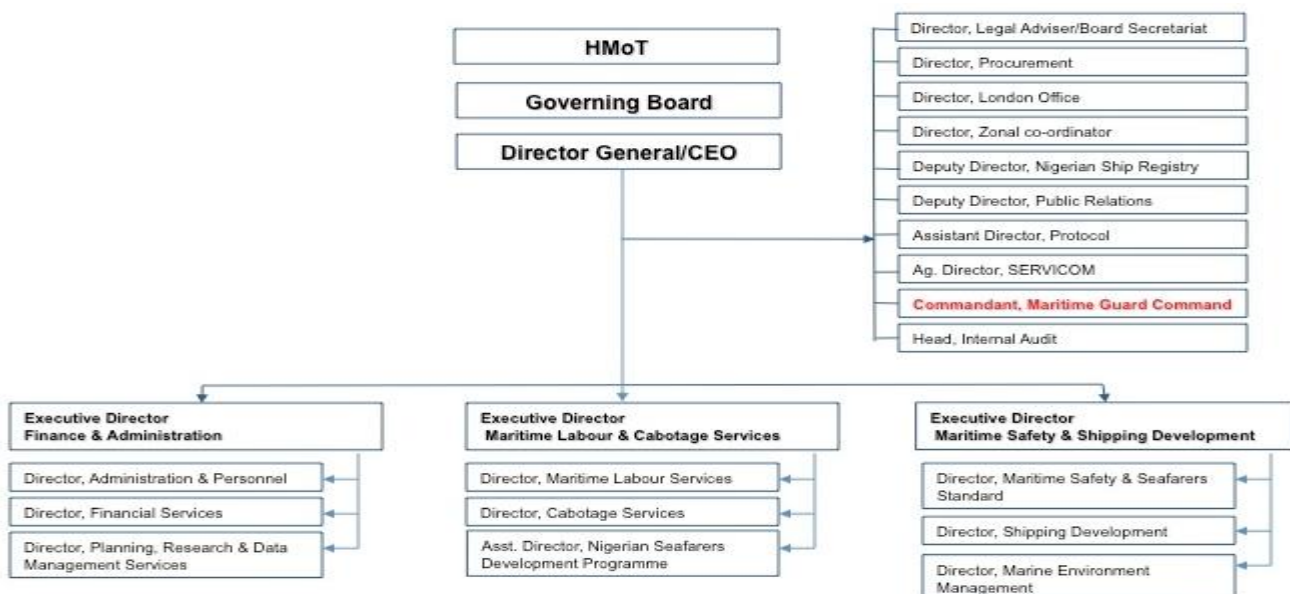 HMoT
Governing Board
Director General/CEO
Director, Legal Adviser/Board Secretariat
Director, Procurement
Director, London Office
Director, Zonal co-ordinator
Deputy Director, Nigerian Ship Registry
Deputy Director, Public Relations
Assistant Director, Protocol
Ag. Director, SERVICOM
Commandant, Maritime Guard Command
Head, Internal Audit
Executive Director
Finance & Administration
Director, Administration & Personnel
Director, Financial Services
Director, Planning, Research & Data
Management Services
Executive Director
Maritime Labour & Cabotage Services
Director, Maritime Labour Services
Director, Cabotage Services
Asst. Director, Nigerian Seafarers
Development Programme
Executive Director
Maritime Safety & Shipping Development
Director, Maritime Safety & Seafarers
Standard
Director, Shipping Development
Director, Marine Environment
Management